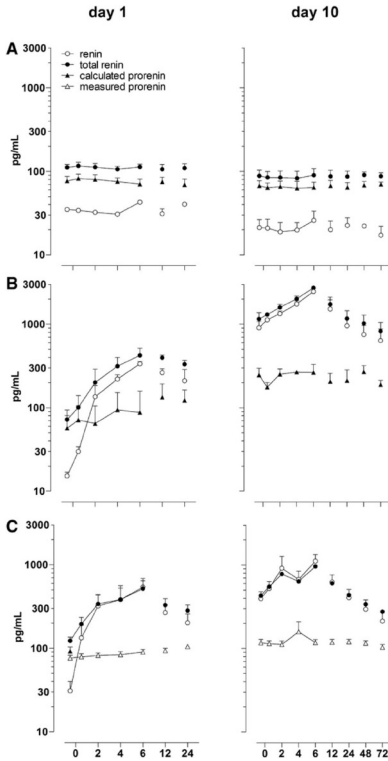 day 1
day 10
A
3000
renin
total renin
calculated prorenin
measured prorenin
1000
300
100
30
10
pg/mL
B
3000
1000
300
100
30
10
pg/mL
C
3000
1000
300
100
30
10
pg/mL
0 2 4 6 12 24
0 2 4 6 12 24 48 72